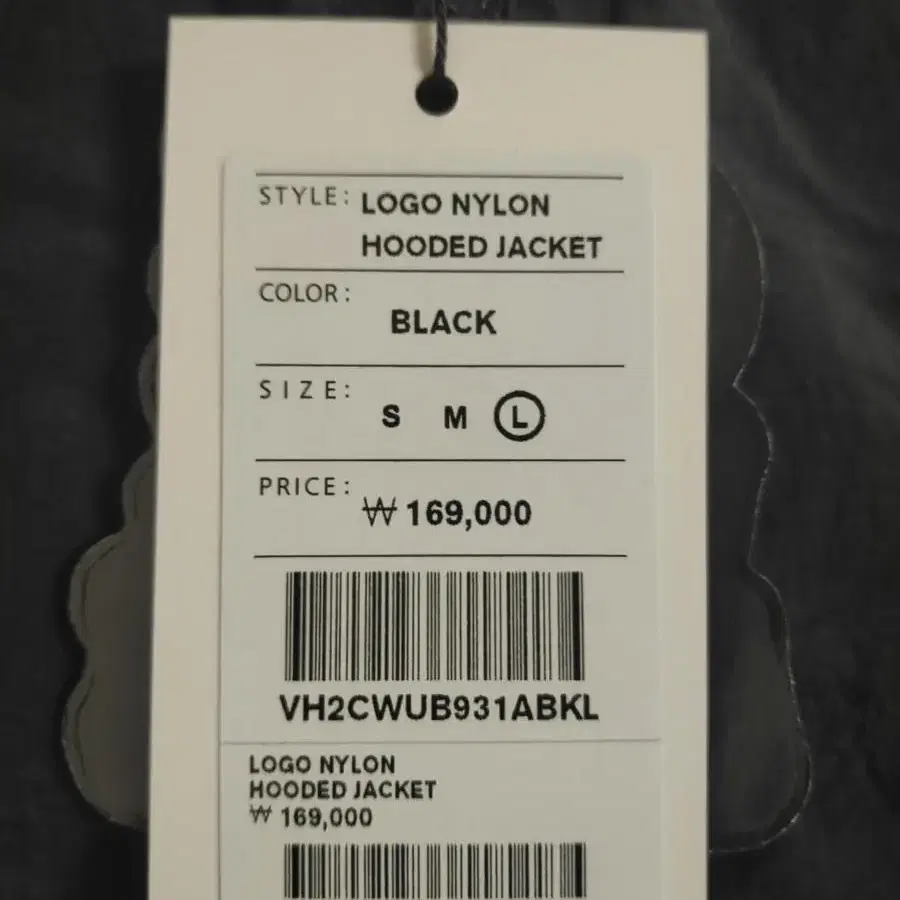 STYLE: LOGO NYLON
HOODED JACKET
COLOR:
BLACK
SIZE:
S M L
PRICE:
₩ 169,000
VH2CWUB931ABKL
LOGO NYLON
HOODED JACKET
₩ 169,000